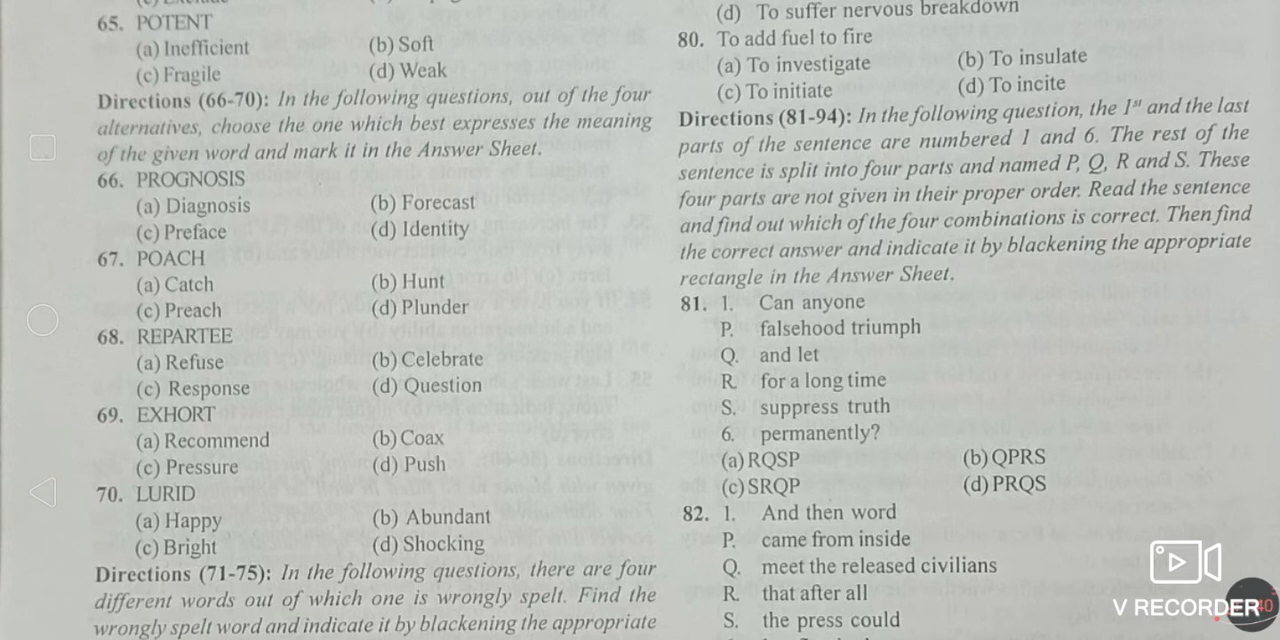 65. POTENT
(a) Inefficient (b) Soft
(c) Fragile (d) Weak
Directions (66-70): In the following questions, out of the four
alternatives, choose the one which best expresses the meaning
of the given word and mark it in the Answer Sheet.
66. PROGNOSIS
(a) Diagnosis (b) Forecast
(c) Preface (d) Identity
67. POACH
(a) Catch (b) Hunt
(c) Preach (d) Plunder
68. REPARTEE
(a) Refuse (b) Celebrate
(c) Response (d) Question
69. EXHORT
(a) Recommend (b) Coax
(c) Pressure (d) Push
70. LURID
(a) Happy (b) Abundant
(c) Bright (d) Shocking
Directions (71-75): In the following questions, there are four
different words out of which one is wrongly spelt. Find the
wrongly spelt word and indicate it by blackening the appropriate
(d) To suffer nervous breakdown
80. To add fuel to fire
(a) To investigate (b) To insulate
(c) To initiate (d) To incite
Directions (81-94): In the following question, the 1st and the last
parts of the sentence are numbered 1 and 6. The rest of the
sentence is split into four parts and named P, Q, R and S. These
four parts are not given in their proper order. Read the sentence
and find out which of the four combinations is correct. Then find
the correct answer and indicate it by blackening the appropriate
rectangle in the Answer Sheet.
81. 1. Can anyone
P. falsehood triumph
Q. and let
R. for a long time
S. suppress truth
6. permanently?
(a) RQSP (b) QPRS
(c) SRQP (d) PRQS
82. 1. And then word
P. came from inside
Q. meet the released civilians
R. that after all
S. the press could
V RECORDER